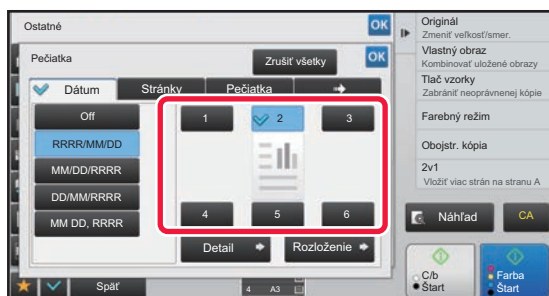 Ostatné
OK
Pečiatka
Zrušiť všetky
OK
Dátum
Stránky
Pečiatka
Off
RRRR/MM/DD
MM/DD/RRRR
DD/MM/RRRR
MM DD, RRRR
1
2
3
4
5
6
Detail
Rozloženie
Späť
4 A3
Originál
Zmeniť veľkosť/smer.
Vlastný obraz
Kombinovať uložené obrazy
Tlač vzorky
Zabrániť neoprávnenej kópie
Farebný režim
Obojstr. kópia
2v1
Vložiť viac strán na stranu A
Náhľad
CA
C/b
Štart
Farba
Štart